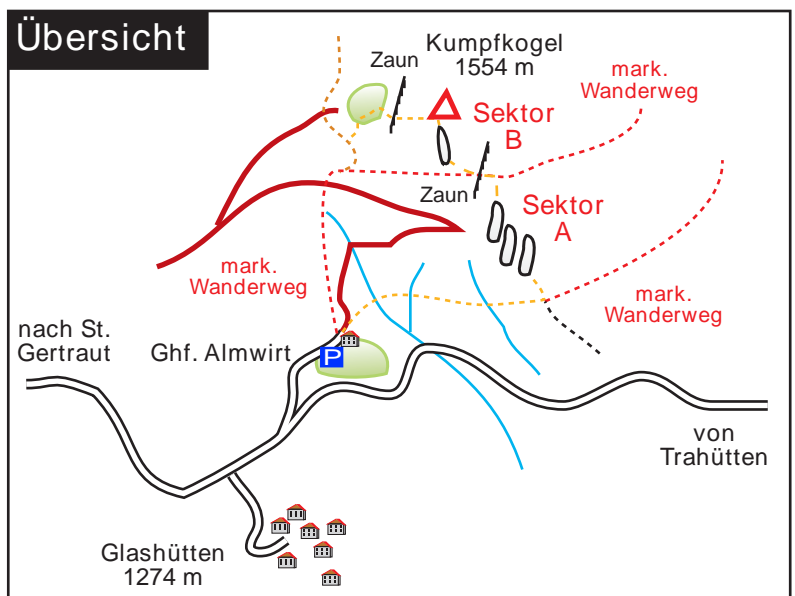 Übersicht
Zaun
Kumpfkogel
1554 m
mark.
Wanderweg
Sektor
B
Zaun
Sektor
A
mark.
Wanderweg
mark.
Wanderweg
nach St.
Gertraut
Ghf. Almwirt
P
von
Trahütten
Glashütten
1274 m